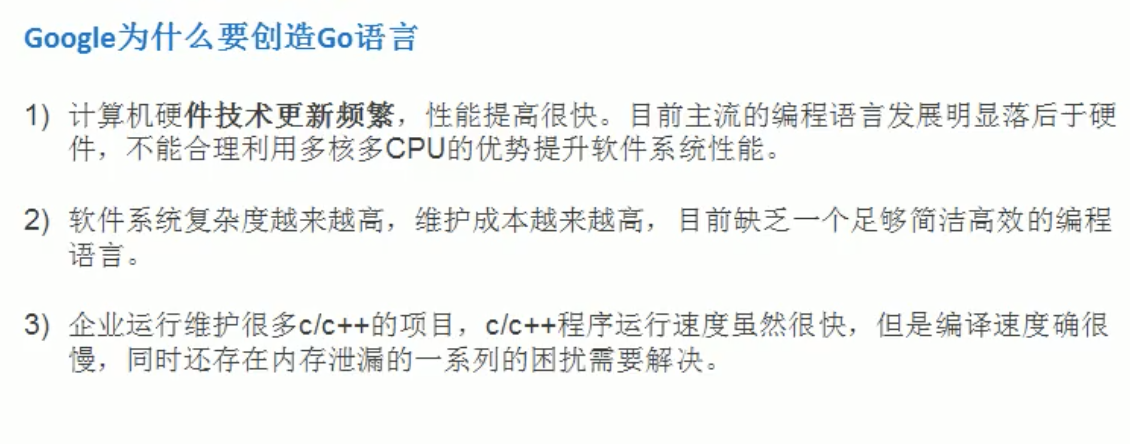 Google为什么要创造Go语言
1) 计算机硬件技术更新频繁，性能提高很快。目前主流的编程语言发展明显落后于硬
件，不能合理利用多核多CPU的优势提升软件系统性能。
2) 软件系统复杂度越来越高，维护成本越来越高，目前缺乏一个足够简洁高效的编程
语言。
3) 企业运行维护很多c/c++的项目，c/c++程序运行速度虽然很快，但是编译速度确很
慢，同时还存在内存泄漏的一系列的困扰需要解决。